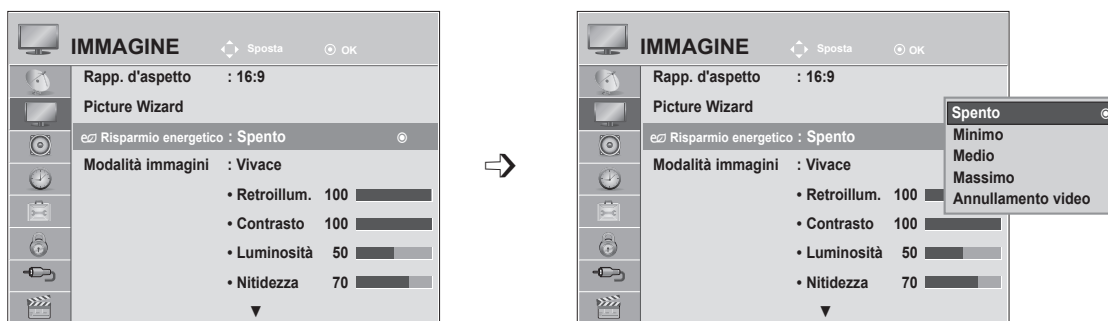 IMMAGINE Sposta OK
Rapp. d'aspetto : 16:9
Picture Wizard
Risparmio energetico : Spento
Modalità immagini : Vivace
• Retroillum. 100
• Contrasto 100
• Luminosità 50
• Nitidezza 70
IMMAGINE Sposta OK
Rapp. d'aspetto : 16:9
Picture Wizard
Risparmio energetico : Spento
Modalità immagini : Vivace
• Retroillum. 100
• Contrasto 100
• Luminosità 50
• Nitidezza 70
Spento
Minimo
Medio
Massimo
Annullamento video